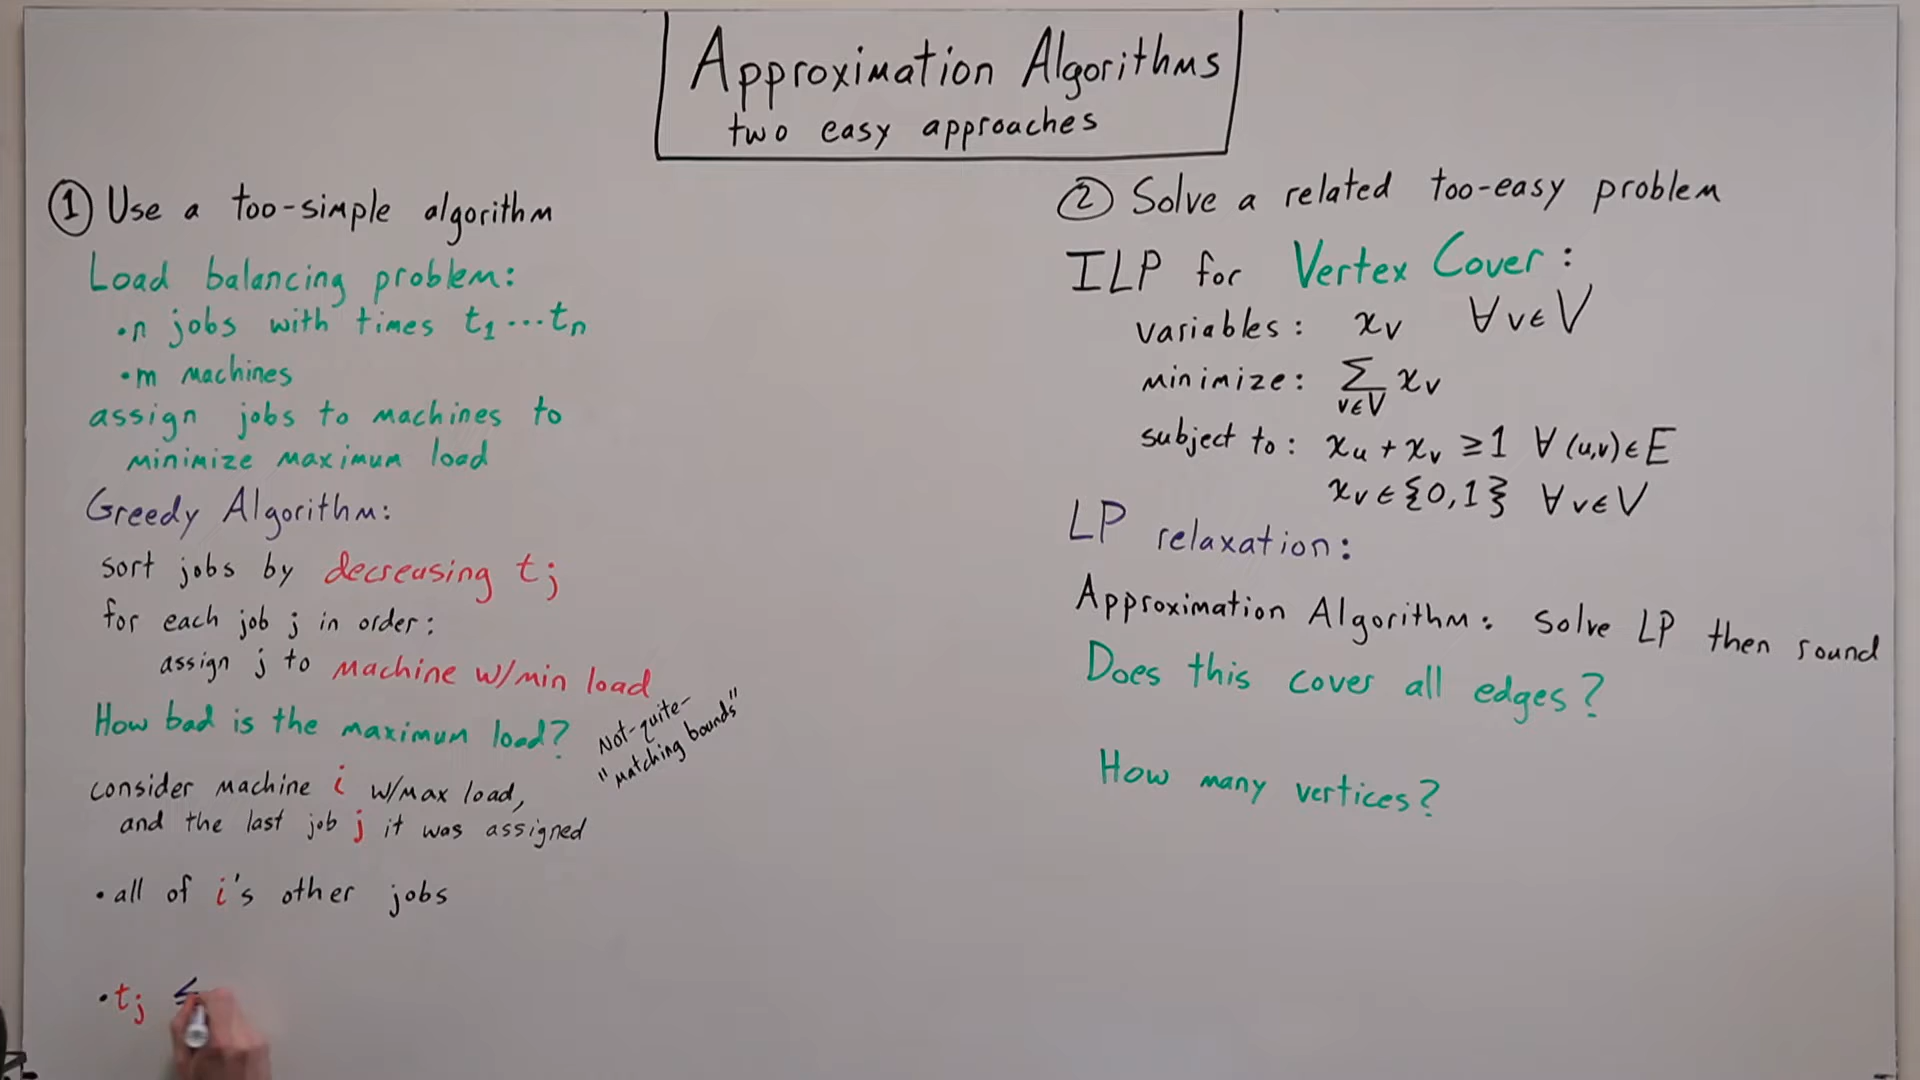 Approximation Algorithms
two easy approaches
① Use a too-simple algorithm
Load balancing problem:
• n jobs with times t₁ ... tₙ
• m machines
assign jobs to machines to
minimize maximum load
Greedy Algorithm:
sort jobs by decreasing tⱼ
for each job j in order:
assign j to machine w/min load
How bad is the maximum load?
Not-quite-
"matching bounds"
consider machine i w/max load,
and the last job j it was assigned
• all of i's other jobs
• tⱼ ≤
② Solve a related too-easy problem
ILP for Vertex Cover:
variables: xᵥ ∀ v ∈ V
minimize: ∑ xᵥ
v∈V
subject to: xᵤ + xᵥ ≥ 1 ∀ (u,v) ∈ E
xᵥ ∈ {0,1} ∀ v ∈ V
LP relaxation:
Approximation Algorithm: Solve LP then round
Does this cover all edges?
How many vertices?